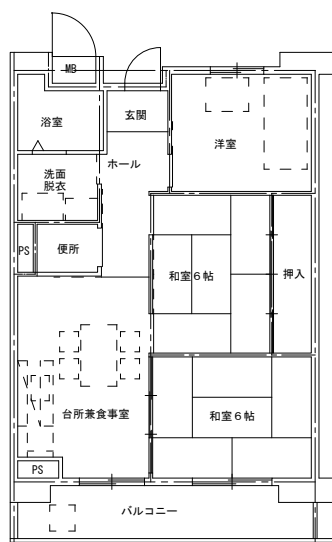 MB
玄関
浴室
洋室
ホール
洗面
脱衣
PS
便所
和室6帖
押入
台所兼食事室
和室6帖
PS
バルコニー